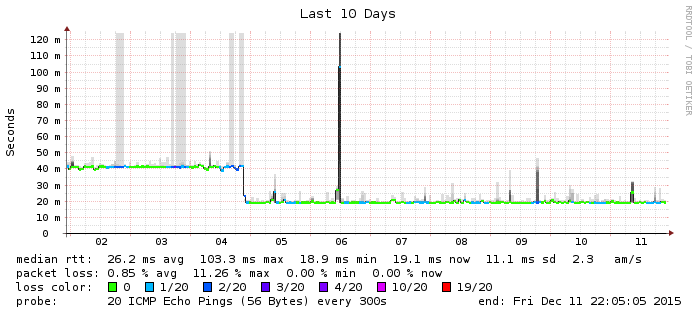 Last 10 Days
RRDTOOL / TOBI OETIKER
Seconds
120 m
110 m
100 m
90 m
80 m
70 m
60 m
50 m
40 m
30 m
20 m
10 m
0
02 03 04 05 06 07 08 09 10 11
median rtt: 26.2 ms avg 103.3 ms max 18.9 ms min 19.1 ms now 11.1 ms sd 2.3 am/s
packet loss: 0.85 % avg 11.26 % max 0.00 % min 0.00 % now
loss color: 0 1/20 2/20 3/20 4/20 10/20 19/20
probe: 20 ICMP Echo Pings (56 Bytes) every 300s end: Fri Dec 11 22:05:05 2015